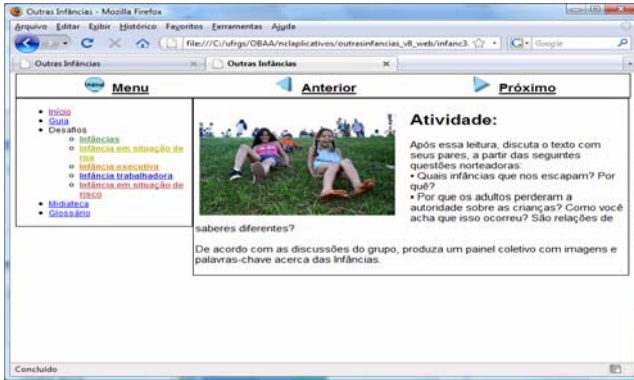 Outras Infâncias - Mozilla Firefox
Arquivo Editar Exibir Histórico Favoritos Ferramentas Ajuda
file:///C:/ufrgs/OBAA/nclaplicativos/outrasinfancias_v8_web/infanc3. Google
Outras Infâncias Outras Infâncias
Menu Anterior Próximo
Início
Guia
Desafios
Infâncias
Infância em situação de
rua
Infância executiva
Infância trabalhadora
Infância em situação de
risco
Midiateca
Glossário
Atividade:
Após essa leitura, discuta o texto com
seus pares, a partir das seguintes
questões norteadoras:
• Quais infâncias que nos escapam? Por
quê?
• Por que os adultos perderam a
autoridade sobre as crianças? Como você
acha que isso ocorreu? São relações de
saberes diferentes?
De acordo com as discussões do grupo, produza um painel coletivo com imagens e
palavras-chave acerca das Infâncias.
Concluído